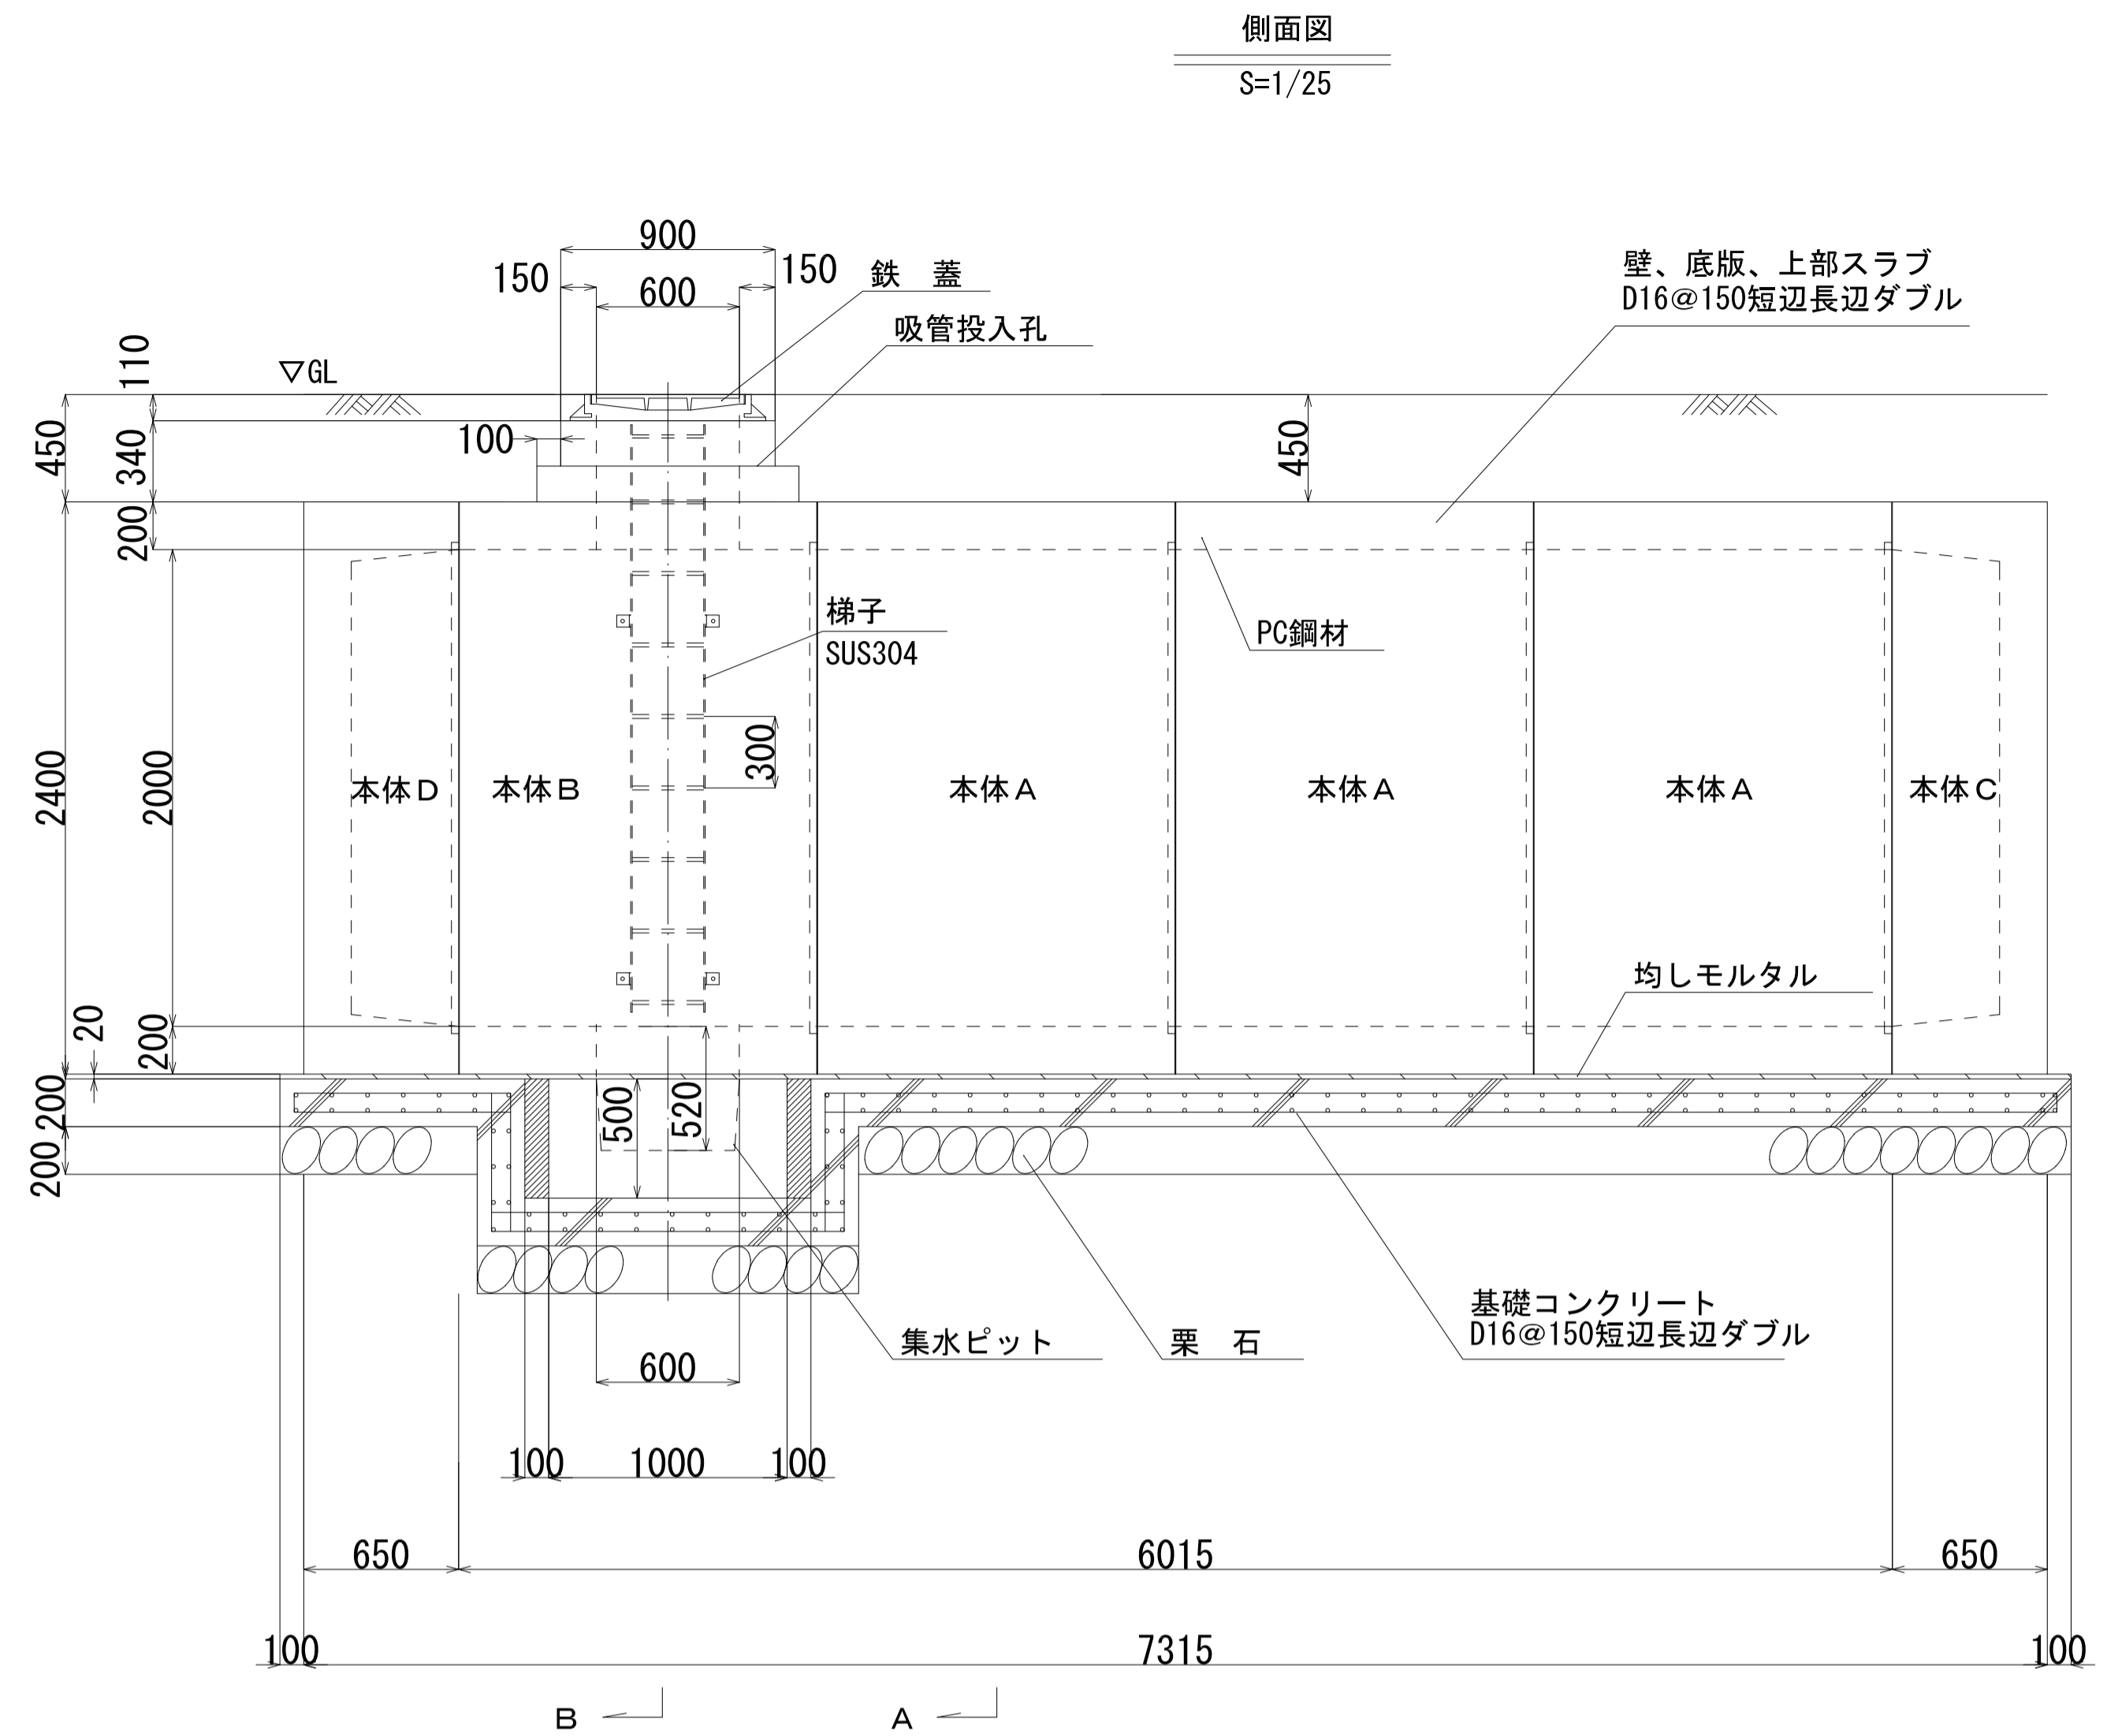 側面図
S=1/25
900
150
600
150
鉄　蓋
吸管投入孔
壁、底版、上部スラブ
D16@150短辺長辺ダブル
▽GL
110
450
340
100
450
200
梯子
SUS304
PC鋼材
300
2400
2000
本体D
本体B
本体A
本体A
本体A
本体C
均しモルタル
20
200
200
500
520
200
基礎コンクリート
D16@150短辺長辺ダブル
集水ピット
栗　石
600
100
1000
100
650
6015
650
100
7315
100
B
A